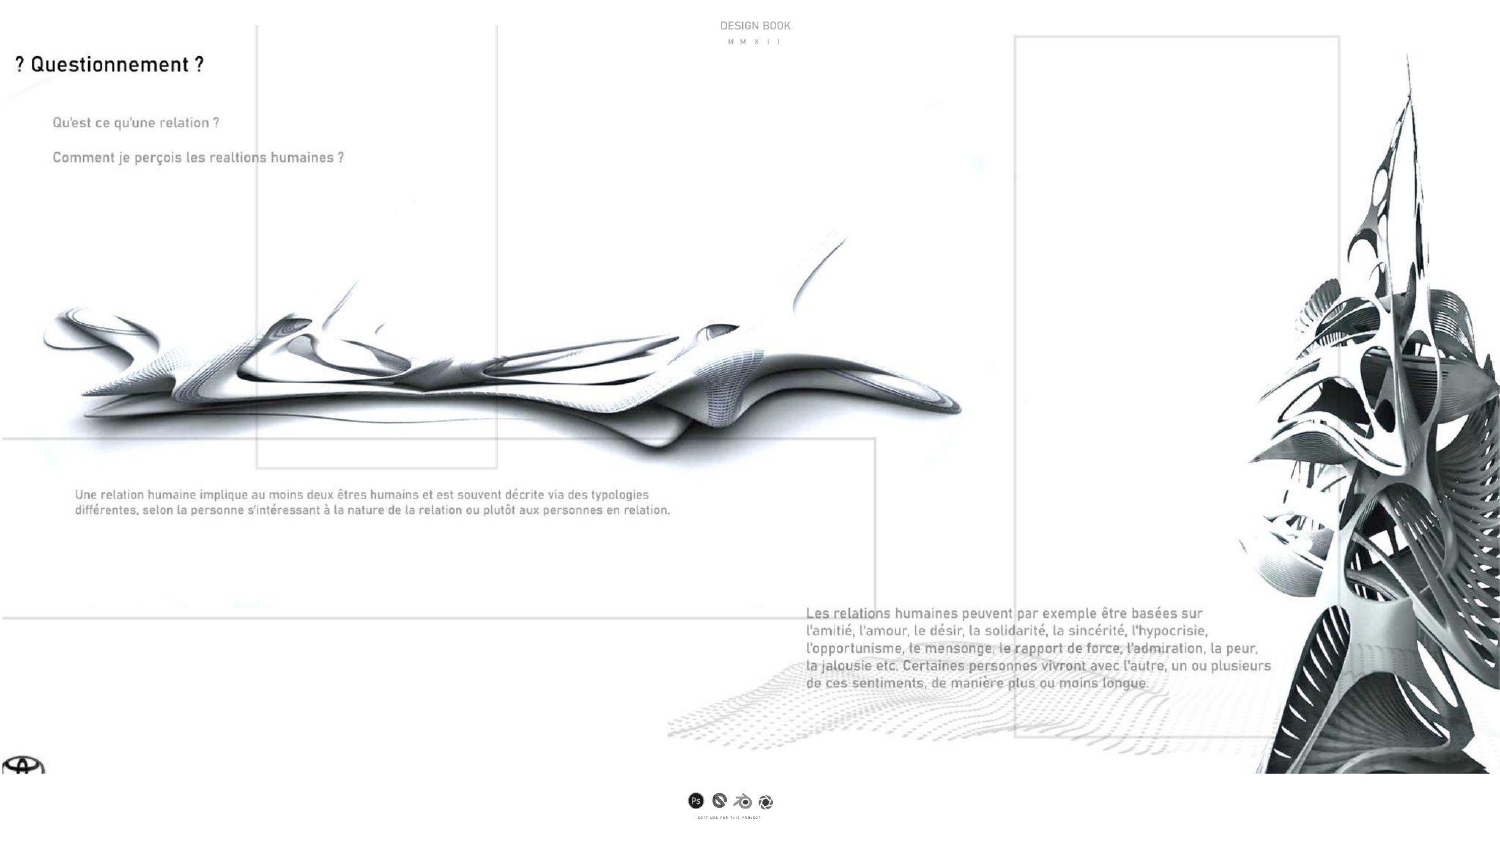 DESIGN BOOK
M M X I I
? Questionnement ?
Qu'est ce qu'une relation ?
Comment je perçois les realtions humaines ?
Une relation humaine implique au moins deux êtres humains et est souvent décrite via des typologies
différentes, selon la personne s'intéressant à la nature de la relation ou plutôt aux personnes en relation.
Les relations humaines peuvent par exemple être basées sur
l'amitié, l'amour, le désir, la solidarité, la sincérité, l'hypocrisie,
l'opportunisme, le mensonge, le rapport de force, l'admiration, la peur,
la jalousie etc. Certaines personnes vivront avec l'autre, un ou plusieurs
de ces sentiments, de manière plus ou moins longue.
Ps